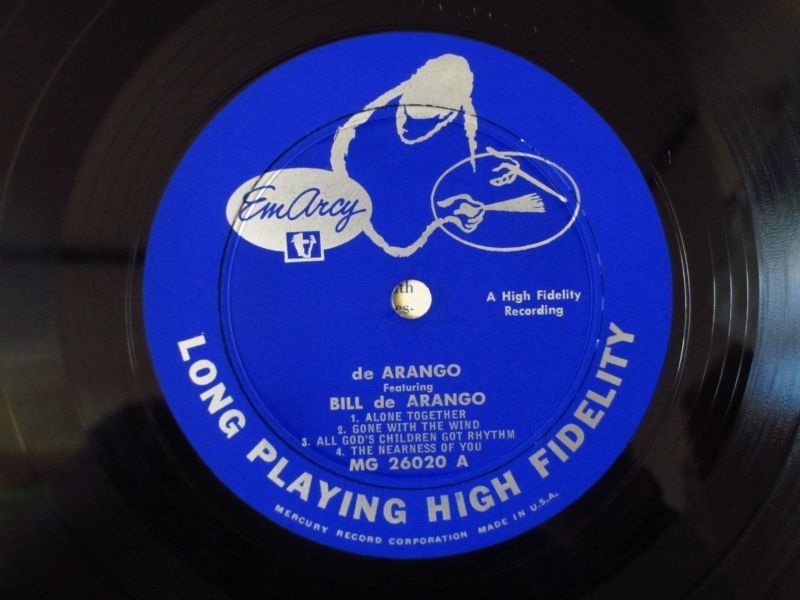 EmArcy
A High Fidelity
Recording
th
es-
de ARANGO
Featuring
BILL de ARANGO
1. ALONE TOGETHER
2. GONE WITH THE WIND
3. ALL GOD'S CHILDREN GOT RHYTHM
4. THE NEARNESS OF YOU
MG 26020 A
LONG PLAYING HIGH FIDELITY
MERCURY RECORD CORPORATION MADE IN U.S.A.